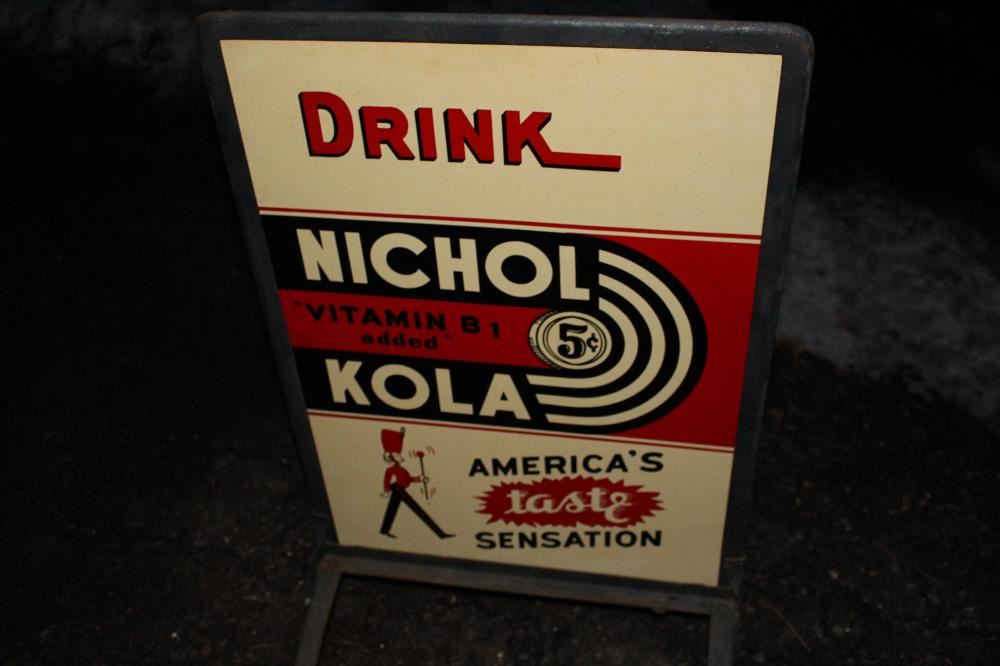 DRINK
NICHOL
"VITAMIN B1
added"
5¢
KOLA
AMERICA'S
taste
SENSATION